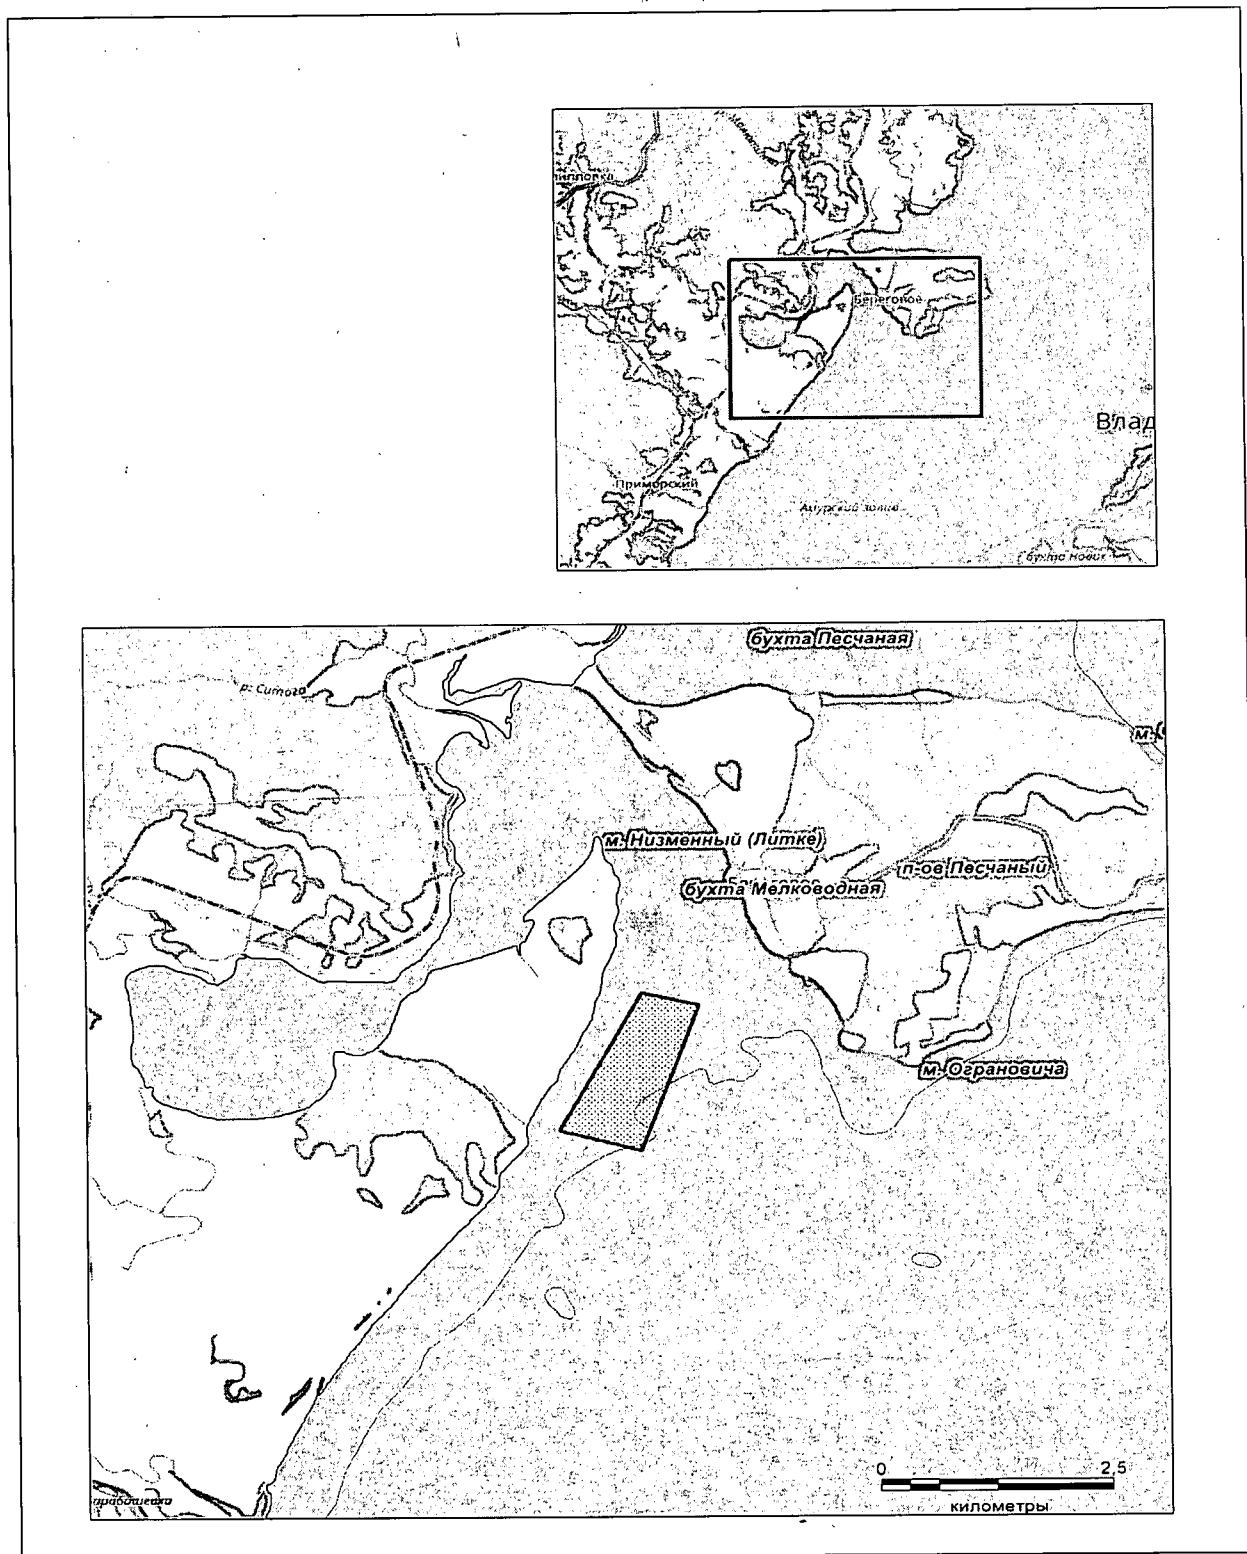 Береговое
Влад
Приморский
Амурский залив
бухта Новик
бухта Песчаная
р. Ситога
м.
м. Низменный (Литке)
п-ов Песчаный
бухта Мелководная
м. Ограновича
0 2,5
километры